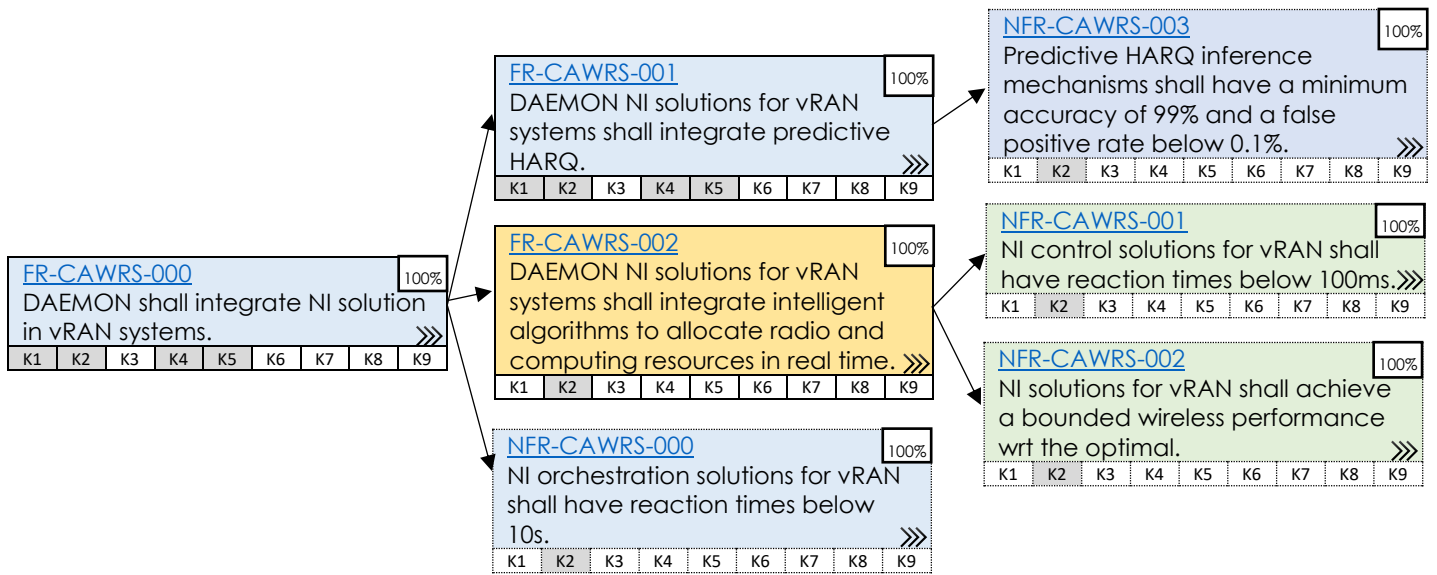 FR-CAWRS-000
100%
DAEMON shall integrate NI solution
in vRAN systems.
K1 K2 K3 K4 K5 K6 K7 K8 K9
FR-CAWRS-001
100%
DAEMON NI solutions for vRAN
systems shall integrate predictive
HARQ.
K1 K2 K3 K4 K5 K6 K7 K8 K9
FR-CAWRS-002
100%
DAEMON NI solutions for vRAN
systems shall integrate intelligent
algorithms to allocate radio and
computing resources in real time.
K1 K2 K3 K4 K5 K6 K7 K8 K9
NFR-CAWRS-000
100%
NI orchestration solutions for vRAN
shall have reaction times below
10s.
K1 K2 K3 K4 K5 K6 K7 K8 K9
NFR-CAWRS-003
100%
Predictive HARQ inference
mechanisms shall have a minimum
accuracy of 99% and a false
positive rate below 0.1%.
K1 K2 K3 K4 K5 K6 K7 K8 K9
NFR-CAWRS-001
100%
NI control solutions for vRAN shall
have reaction times below 100ms.
K1 K2 K3 K4 K5 K6 K7 K8 K9
NFR-CAWRS-002
100%
NI solutions for vRAN shall achieve
a bounded wireless performance
wrt the optimal.
K1 K2 K3 K4 K5 K6 K7 K8 K9